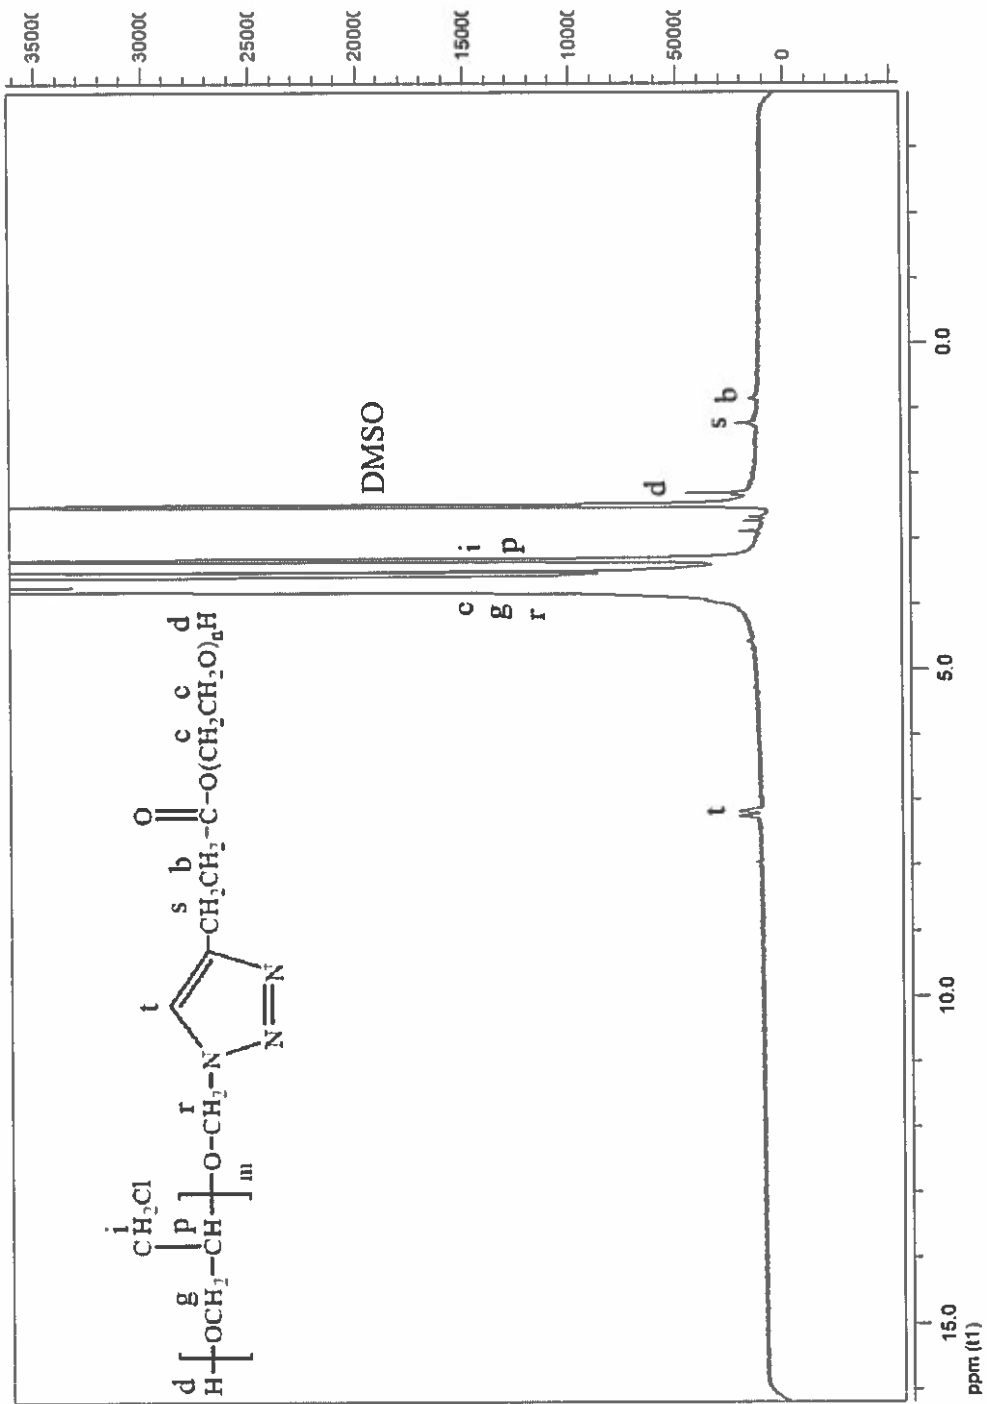 35000
30000
25000
20000
15000
10000
5000
0
O
i
CH2Cl
t
s b c c d
d g p r
H-[-OCH2-CH-]-O-CH2-N
m
CH2CH2-C-O(CH2CH2O)nH
N=N
DMSO
c
g
r
i
p
d
s b
t
15.0
10.0
5.0
0.0
ppm (t1)